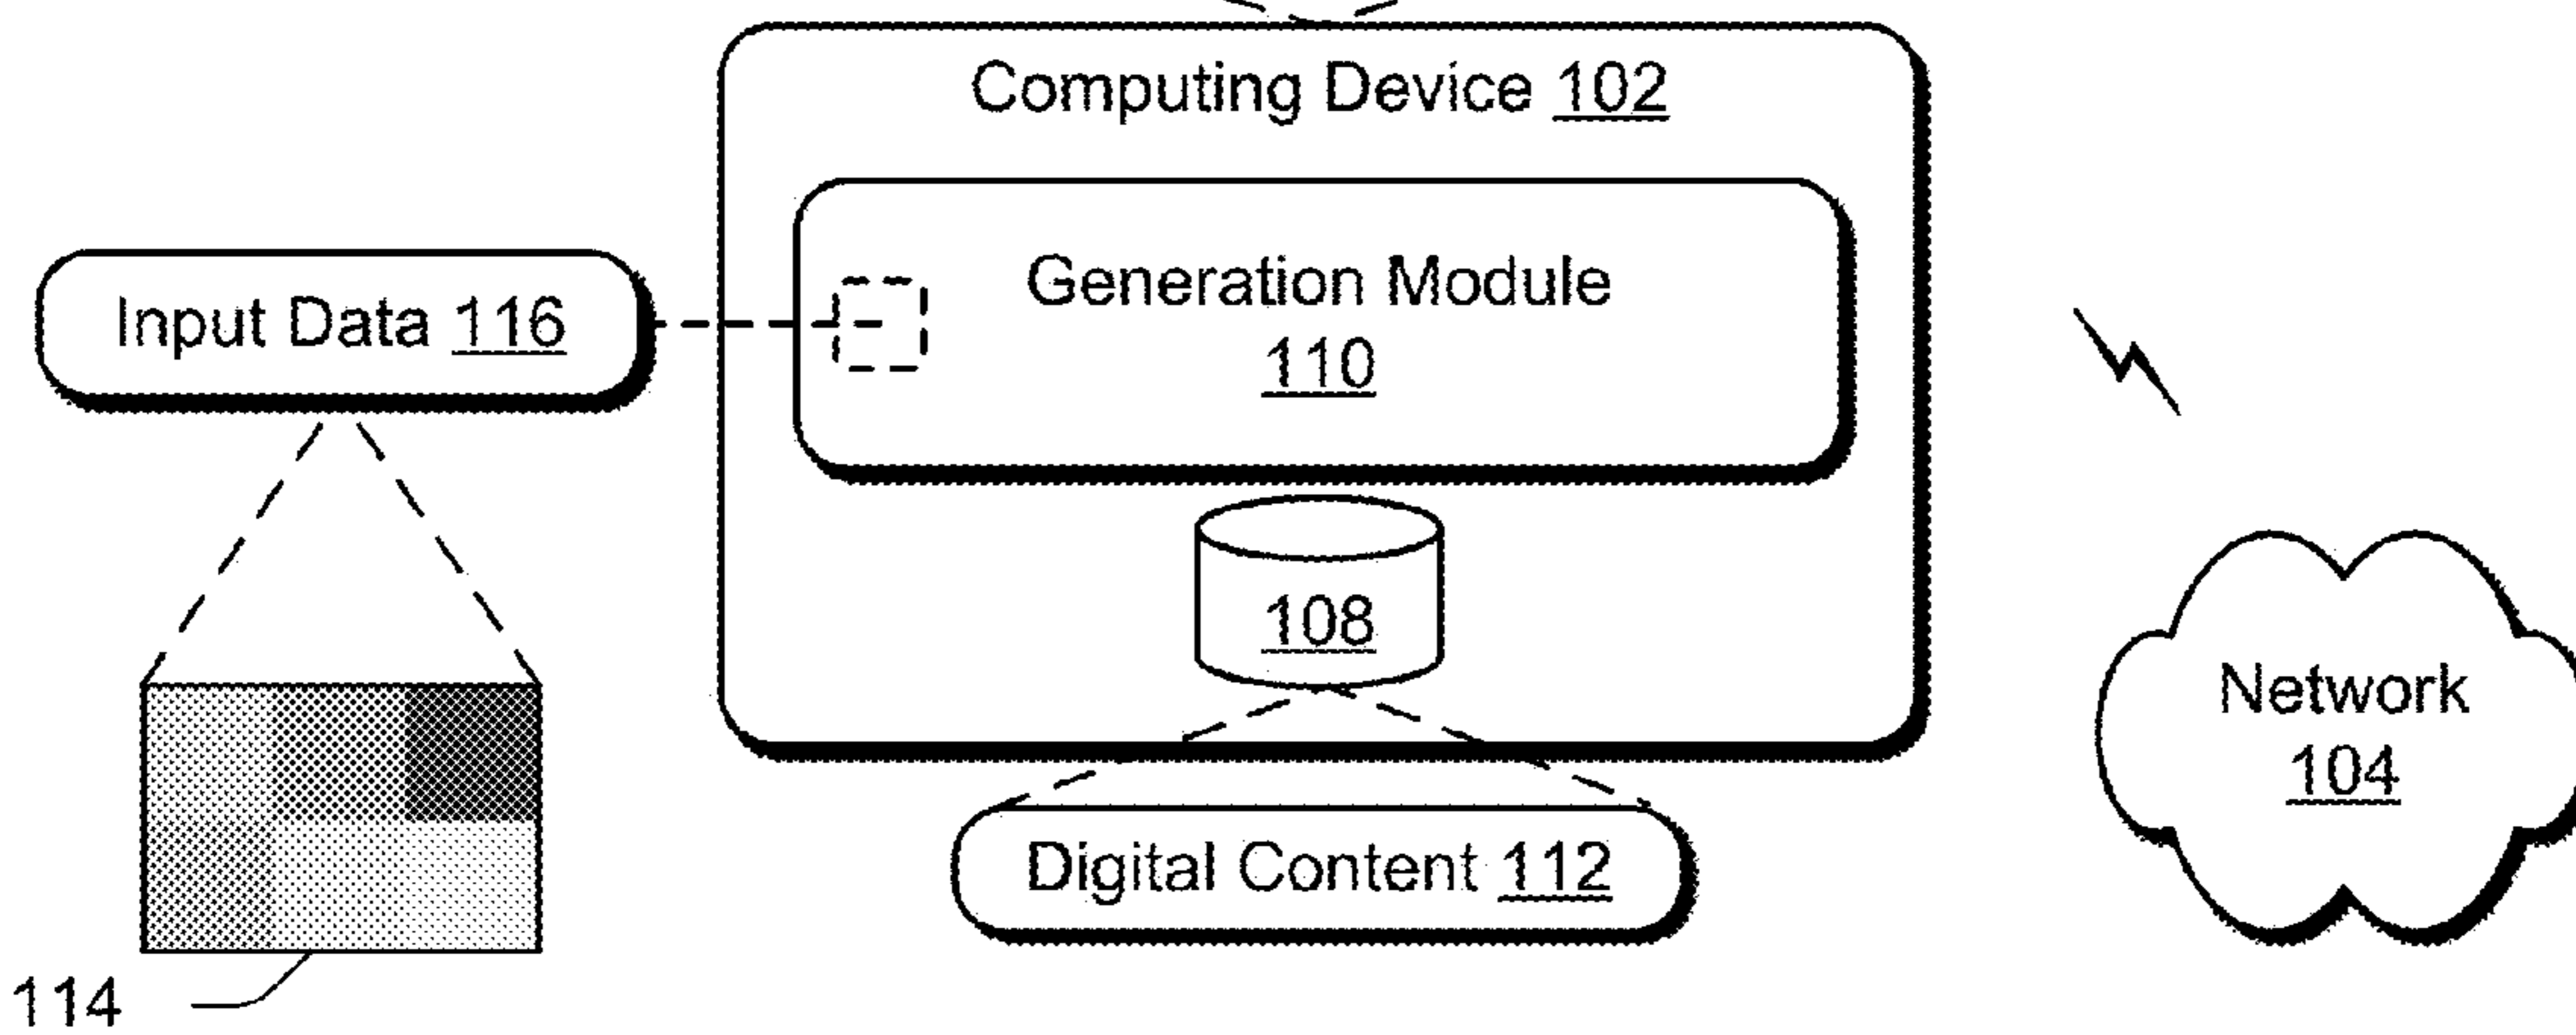 Computing Device 102
Generation Module
110
Input Data 116
108
Network
104
Digital Content 112
114